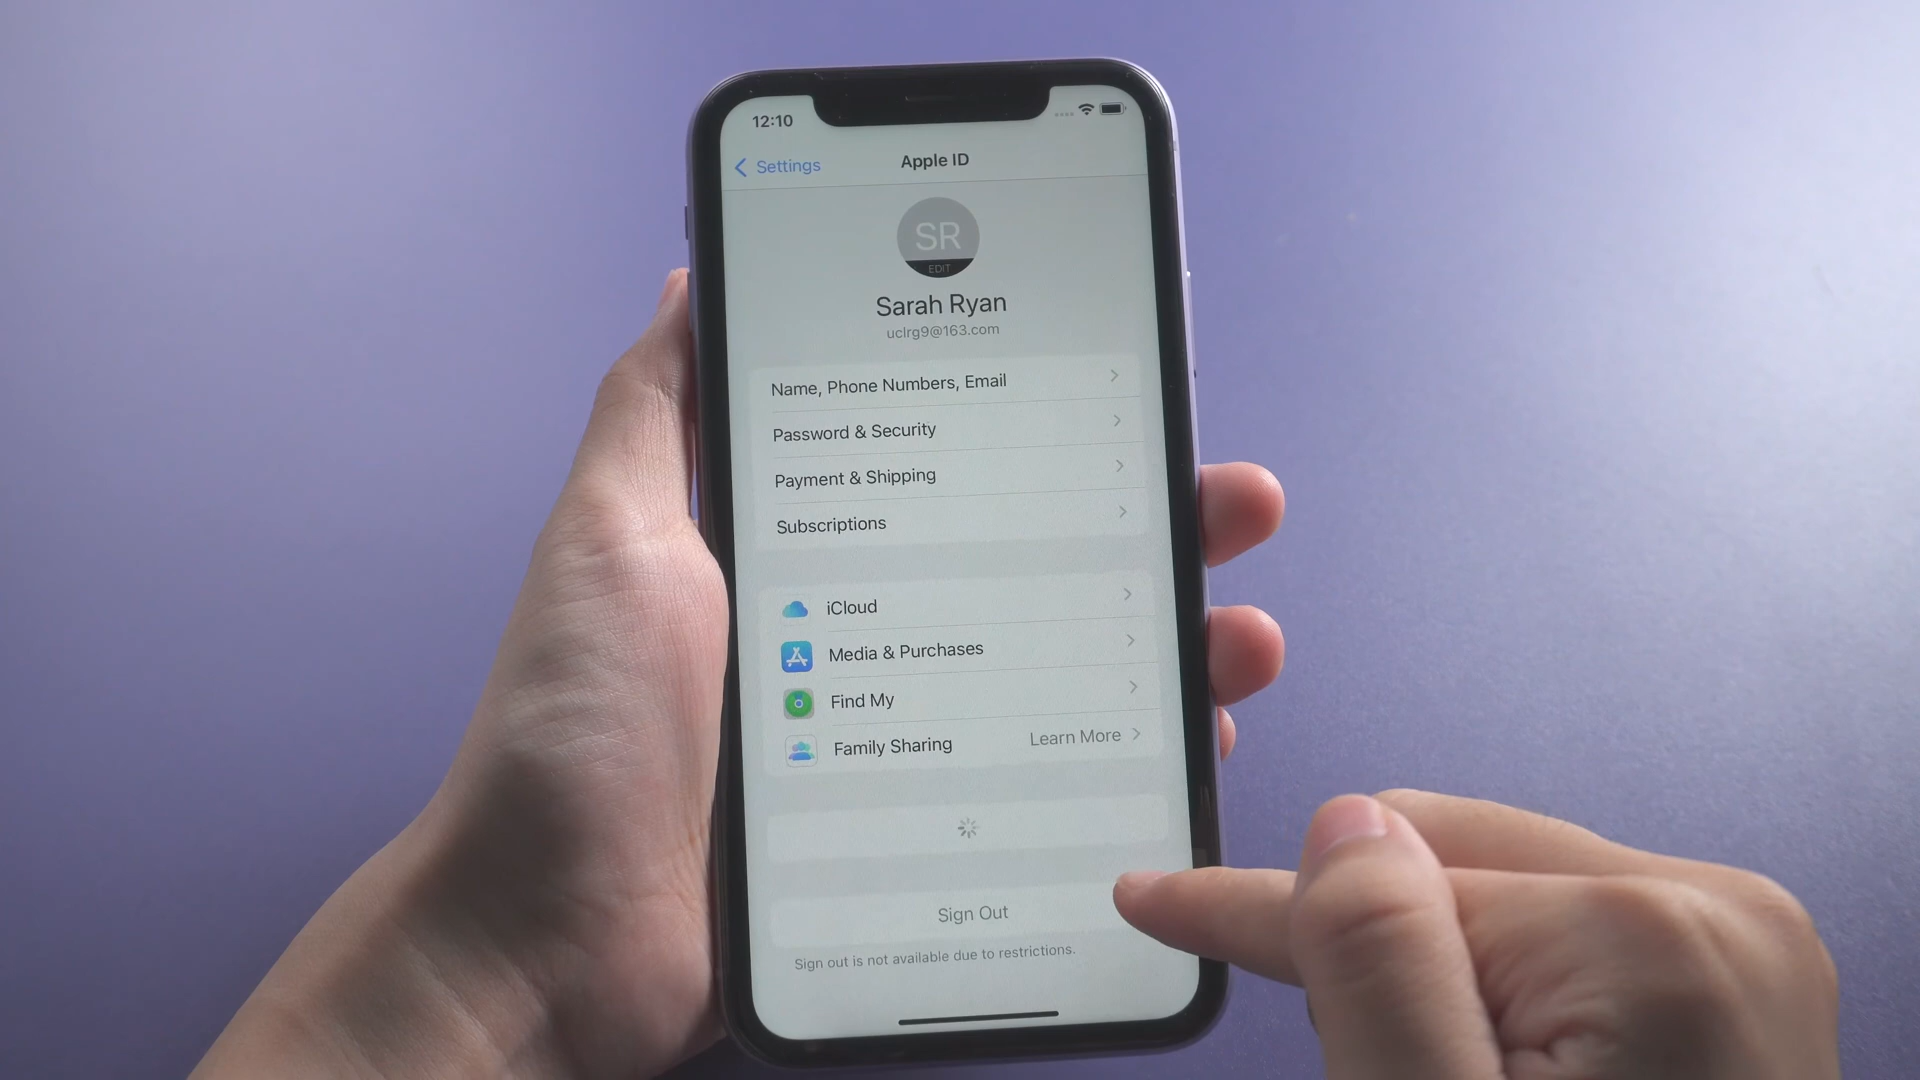 12:10
Settings
Apple ID
SR
EDIT
Sarah Ryan
uclrg9@163.com
Name, Phone Numbers, Email
Password & Security
Payment & Shipping
Subscriptions
iCloud
Media & Purchases
Find My
Family Sharing Learn More
Sign Out
Sign out is not available due to restrictions.